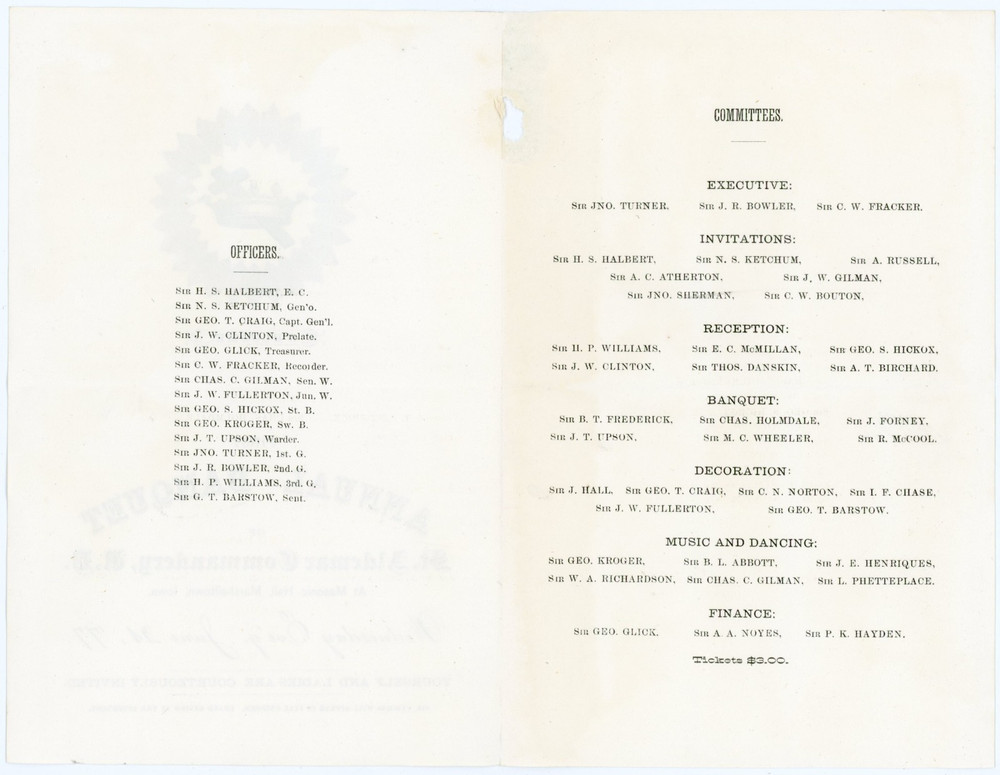 OFFICERS.
Sir H. S. HALBERT, E. C.
Sir N. S. KETCHUM, Gen'o.
Sir GEO. T. CRAIG, Capt. Gen'l.
Sir J. W. CLINTON, Prelate.
Sir GEO. GLICK, Treasurer.
Sir C. W. FRACKER, Recorder.
Sir CHAS. C. GILMAN, Sen. W.
Sir J. W. FULLERTON, Jun. W.
Sir GEO. S. HICKOX, St. B.
Sir GEO. KROGER, Sw. B.
Sir J. T. UPSON, Warder.
Sir JNO. TURNER, 1st. G.
Sir J. R. BOWLER, 2nd. G.
Sir H. P. WILLIAMS, 3rd. G.
Sir G. T. BARSTOW, Sent.
COMMITTEES.
EXECUTIVE:
Sir JNO. TURNER, Sir J. R. BOWLER, Sir C. W. FRACKER.
INVITATIONS:
Sir H. S. HALBERT, Sir N. S. KETCHUM, Sir A. RUSSELL,
Sir A. C. ATHERTON, Sir J. W. GILMAN,
Sir JNO. SHERMAN, Sir C. W. BOUTON,
RECEPTION:
Sir H. P. WILLIAMS, Sir E. C. McMILLAN, Sir GEO. S. HICKOX,
Sir J. W. CLINTON, Sir THOS. DANSKIN, Sir A. T. BIRCHARD.
BANQUET:
Sir B. T. FREDERICK, Sir CHAS. HOLMDALE, Sir J. FORNEY,
Sir J. T. UPSON, Sir M. C. WHEELER, Sir R. McCOOL.
DECORATION:
Sir J. HALL, Sir GEO. T. CRAIG, Sir C. N. NORTON, Sir I. F. CHASE,
Sir J. W. FULLERTON, Sir GEO. T. BARSTOW.
MUSIC AND DANCING:
Sir GEO. KROGER, Sir B. L. ABBOTT, Sir J. E. HENRIQUES,
Sir W. A. RICHARDSON, Sir CHAS. C. GILMAN, Sir L. PHETTEPLACE.
FINANCE:
Sir GEO. GLICK, Sir A. A. NOYES, Sir P. K. HAYDEN.
Tickets $3.00.